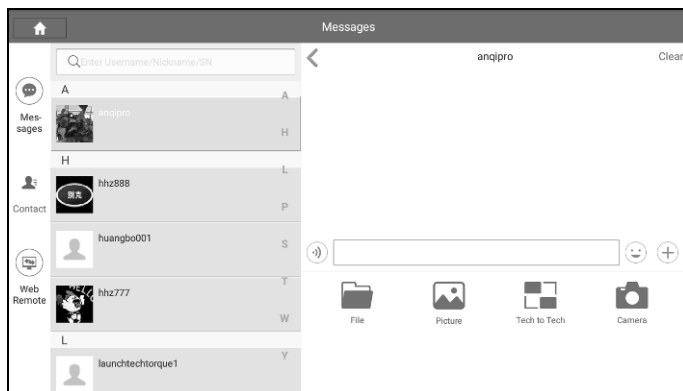 Messages
Enter Username/Nickname/SN
anqipro
Clear
Mes-
sages
Contact
Web
Remote
A
anqipro
H
hhz888
huangbo001
hhz777
L
launchtechtorque1
A
H
L
P
S
T
W
Y
File
Picture
Tech to Tech
Camera